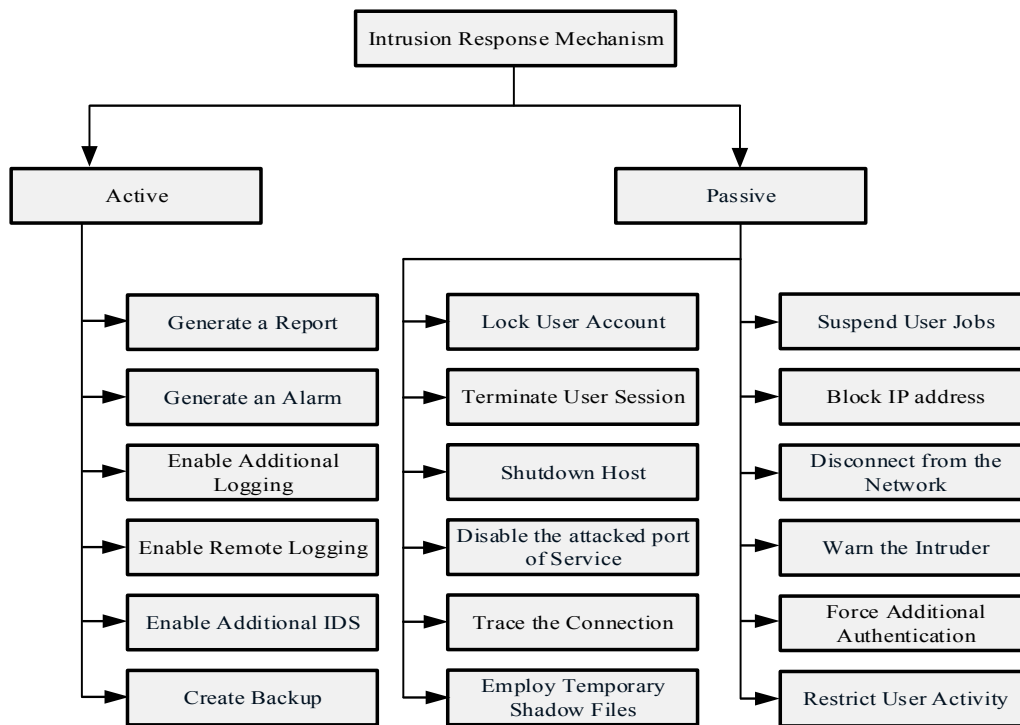 Intrusion Response Mechanism
Active
Passive
Generate a Report
Generate an Alarm
Enable Additional
Logging
Enable Remote Logging
Enable Additional IDS
Create Backup
Lock User Account
Terminate User Session
Shutdown Host
Disable the attacked port
of Service
Trace the Connection
Employ Temporary
Shadow Files
Suspend User Jobs
Block IP address
Disconnect from the
Network
Warn the Intruder
Force Additional
Authentication
Restrict User Activity